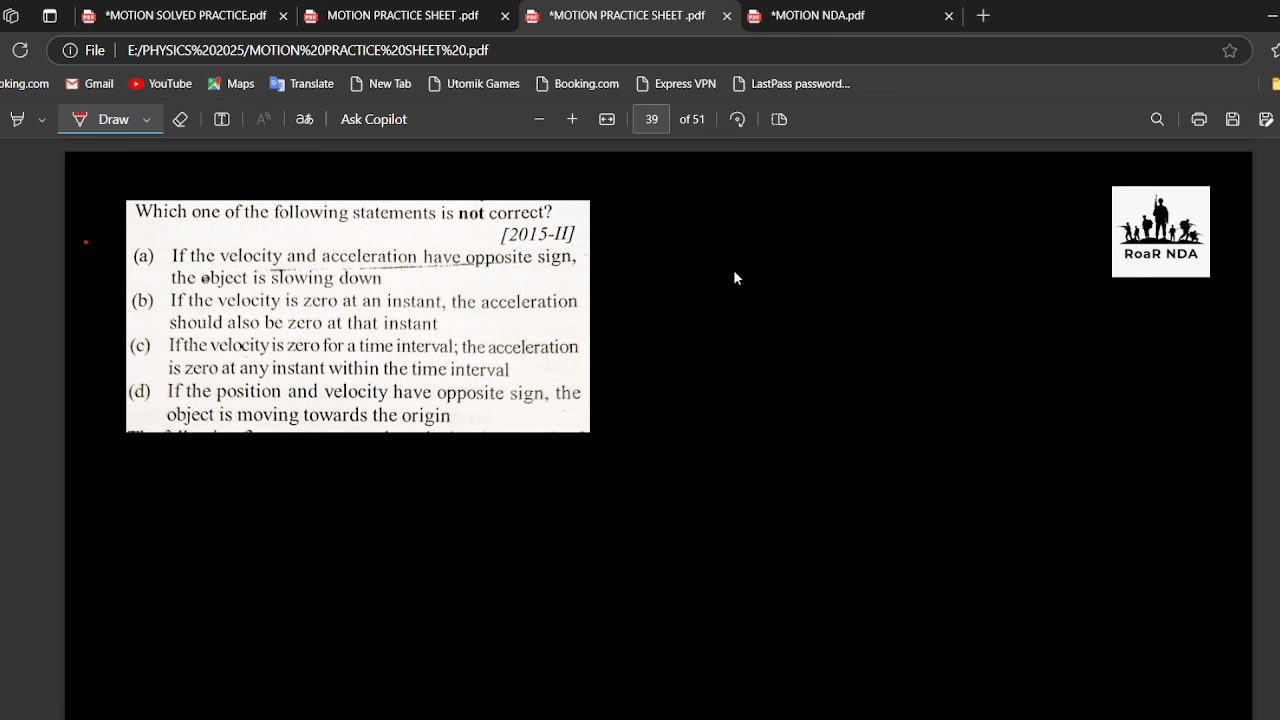 *MOTION SOLVED PRACTICE.pdf
MOTION PRACTICE SHEET .pdf
*MOTION PRACTICE SHEET .pdf
*MOTION NDA.pdf
File E:/PHYSICS%202025/MOTION%20PRACTICE%20SHEET%20.pdf
oking.com Gmail YouTube Maps Translate New Tab Utomik Games Booking.com Express VPN LastPass password...
Draw aあ Ask Copilot 39 of 51
Which one of the following statements is not correct?
[2015-II]
(a) If the velocity and acceleration have opposite sign,
the object is slowing down
(b) If the velocity is zero at an instant, the acceleration
should also be zero at that instant
(c) If the velocity is zero for a time interval; the acceleration
is zero at any instant within the time interval
(d) If the position and velocity have opposite sign, the
object is moving towards the origin
RoaR NDA